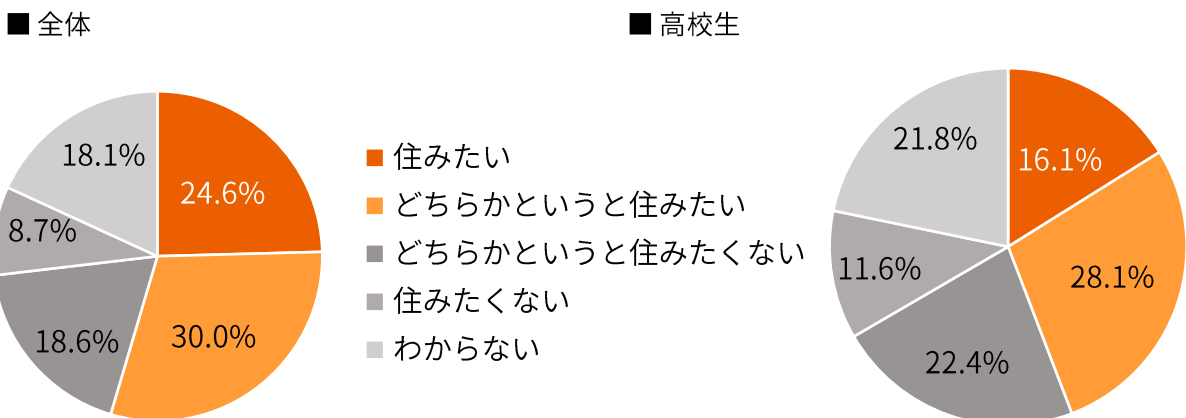 ■ 全体
18.1%
24.6%
8.7%
18.6%
30.0%
住みたい
どちらかというと住みたい
どちらかというと住みたくない
住みたくない
わからない
■ 高校生
21.8%
16.1%
11.6%
28.1%
22.4%